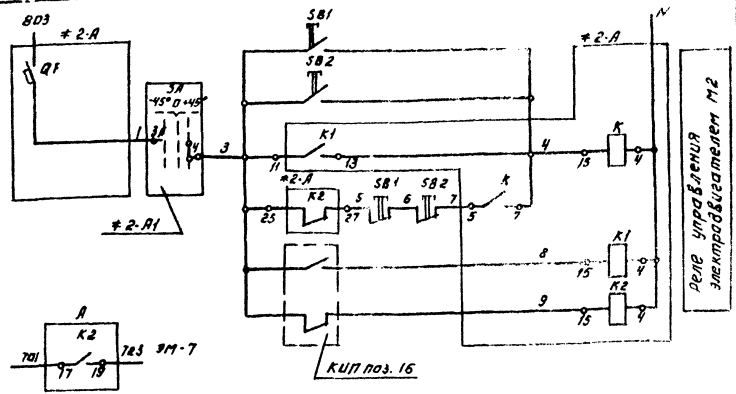 803
QF
* 2-A
SA
-45° 0 +45°
1
3A
4
3
* 2-A1
SB1
SB2
* 2-A
N
K1
11
13
4
15
K
4
* 2-A
K2
25
27
5
SB1
6
SB2
7
5
K
7
8
15
K1
4
9
15
K2
4
КИП поз. 16
Реле управления
электродвигателем М2
A
K2
701
17
19
723
ЭМ-7